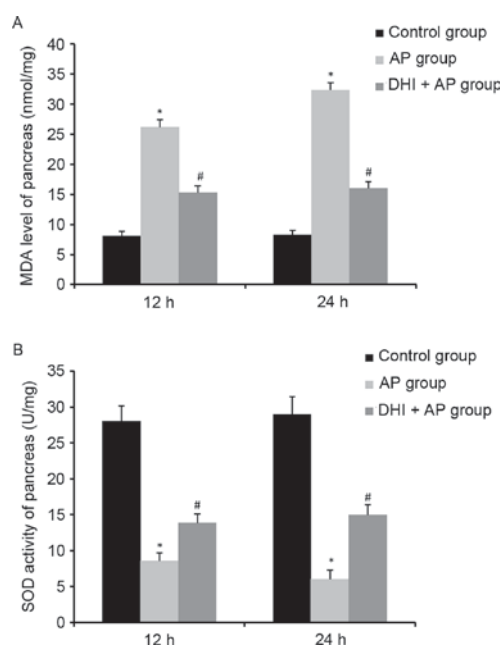 A
Control group
AP group
DHI + AP group
MDA level of pancreas (nmol/mg)
40
35
30
25
20
15
10
5
0
*
#
*
#
12 h
24 h
B
Control group
AP group
DHI + AP group
SOD activity of pancreas (U/mg)
35
30
25
20
15
10
5
0
*
#
*
#
12 h
24 h